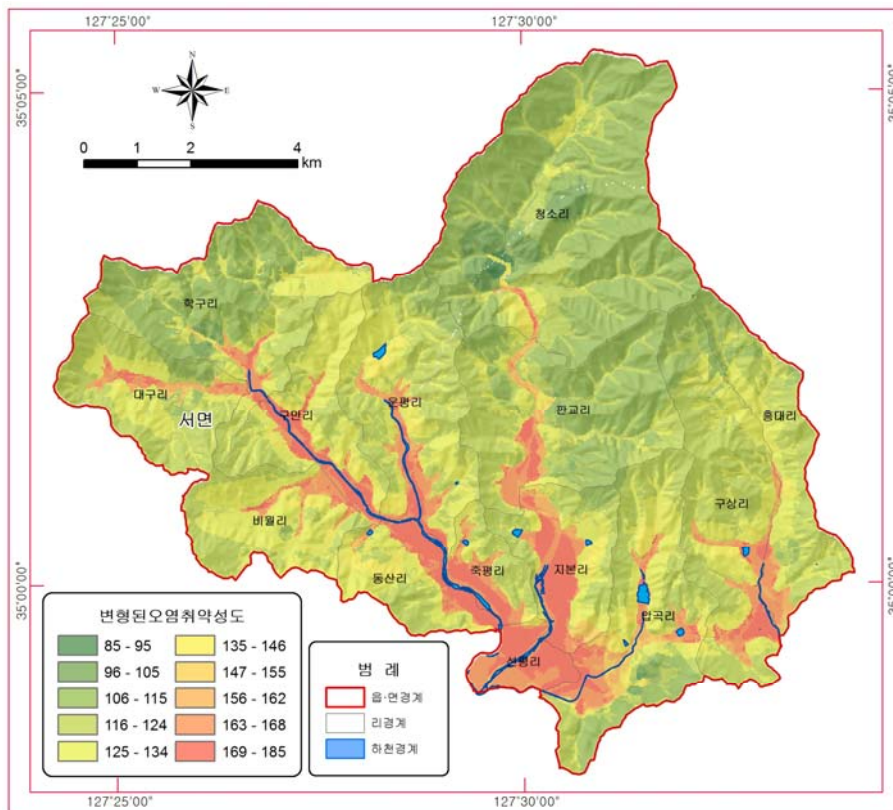 127°25'00"
127°30'00"
35°05'00"
35°05'00"
N
W
E
S
0 1 2 4
km
청소리
학구리
대구리
구만리
운평리
판교리
흥대리
서면
구상리
비월리
동산리
죽평리
지본리
압곡리
선평리
35°00'00"
35°00'00"
변형된오염취약성도
85 - 95
96 - 105
106 - 115
116 - 124
125 - 134
135 - 146
147 - 155
156 - 162
163 - 168
169 - 185
범 례
읍·면경계
리경계
하천경계
127°25'00"
127°30'00"